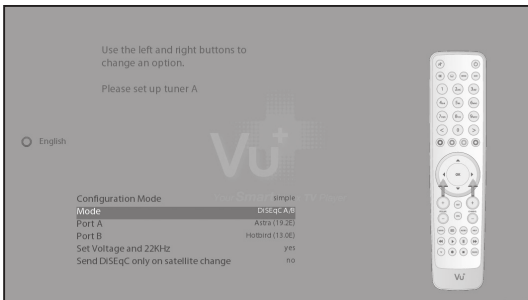 Use the left and right buttons to
change an option.
Please set up tuner A
English
Vu+
Configuration Mode simple
Mode DiSEqC A/B
Port A Astra (19.2E)
Port B Hotbird (13.0E)
Set Voltage and 22KHz yes
Send DiSEqC only on satellite change no
OK
Vu+